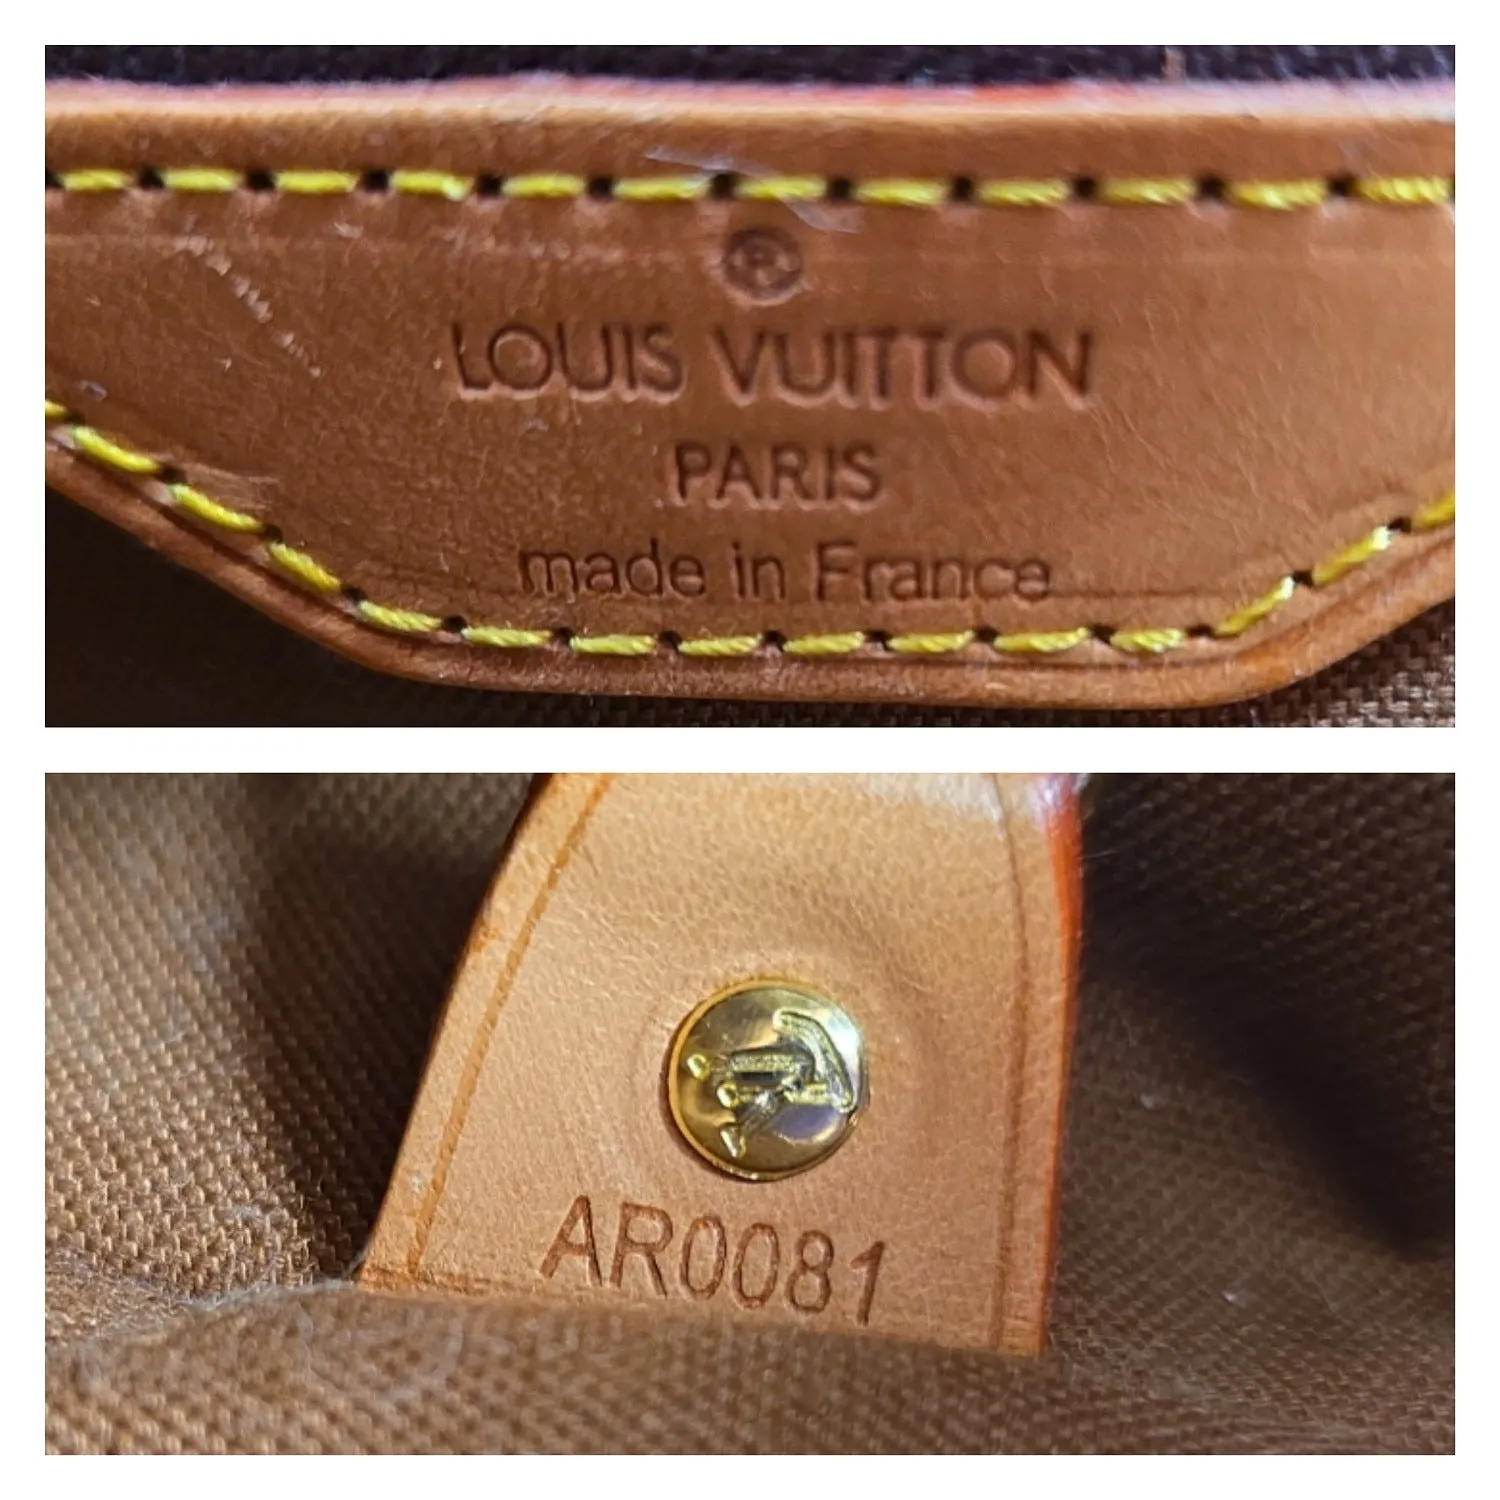 ®
LOUIS VUITTON
PARIS
made in France
AR0081